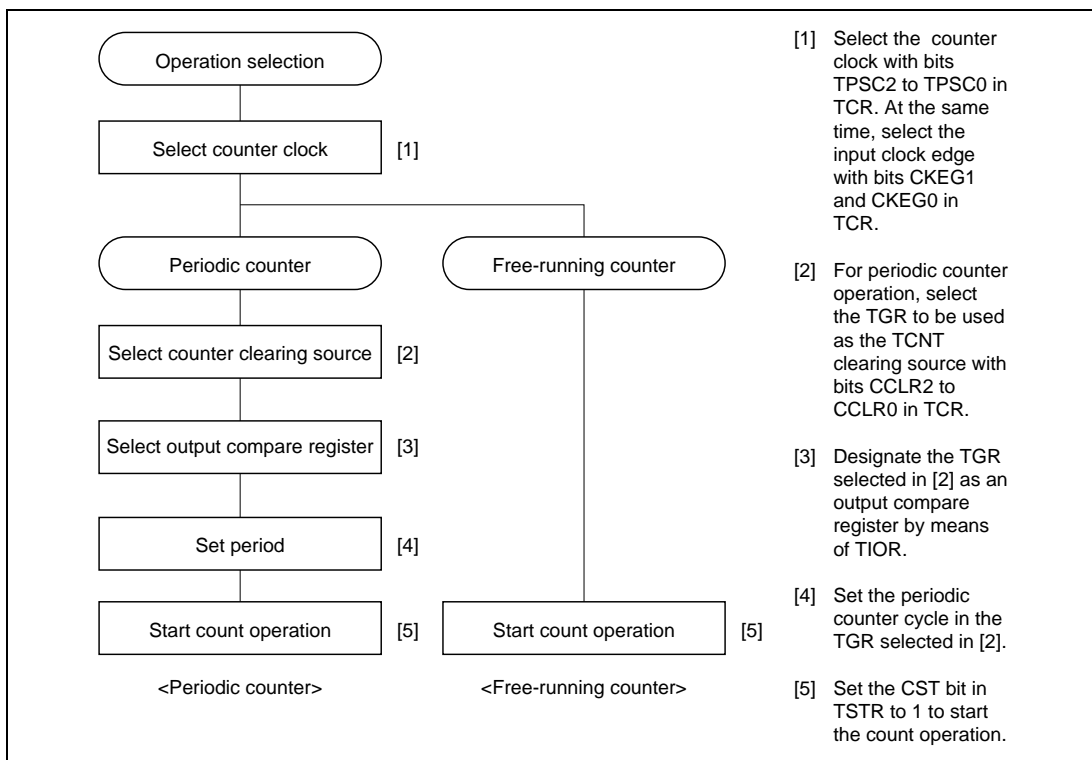 Operation selection
Select counter clock [1]
Periodic counter
Free-running counter
Select counter clearing source [2]
Select output compare register [3]
Set period [4]
Start count operation [5]
Start count operation [5]
<Periodic counter>
<Free-running counter>
[1] Select the counter
clock with bits
TPSC2 to TPSC0 in
TCR. At the same
time, select the
input clock edge
with bits CKEG1
and CKEG0 in
TCR.
[2] For periodic counter
operation, select
the TGR to be used
as the TCNT
clearing source with
bits CCLR2 to
CCLR0 in TCR.
[3] Designate the TGR
selected in [2] as an
output compare
register by means
of TIOR.
[4] Set the periodic
counter cycle in the
TGR selected in [2].
[5] Set the CST bit in
TSTR to 1 to start
the count operation.